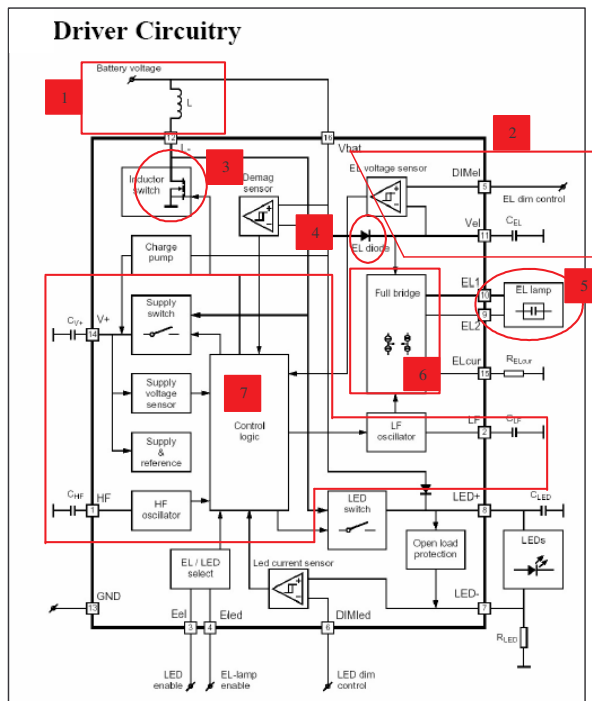 Driver Circuitry
Battery voltage
1
L
12
16
L-
Vbat
2
3
Inductor
switch
Demag
sensor
EL voltage sensor
DIMel
5
EL dim control
4
Vel
11
CEL
EL diode
Charge
pump
Full bridge
EL1
10
EL lamp
5
9
EL2
CV+
V+
14
Supply
switch
ELcur
15
RELcur
6
7
Supply
voltage
sensor
Control
logic
LF
oscillator
LF
2
CLF
Supply
&
reference
CHF
HF
1
HF
oscillator
LED
switch
LED+
8
CLED
Open load
protection
LEDs
EL / LED
select
Led current sensor
LED-
7
GND
13
RLED
Eel
Eled
DIMled
3
4
6
LED
enable
EL-lamp
enable
LED dim
control